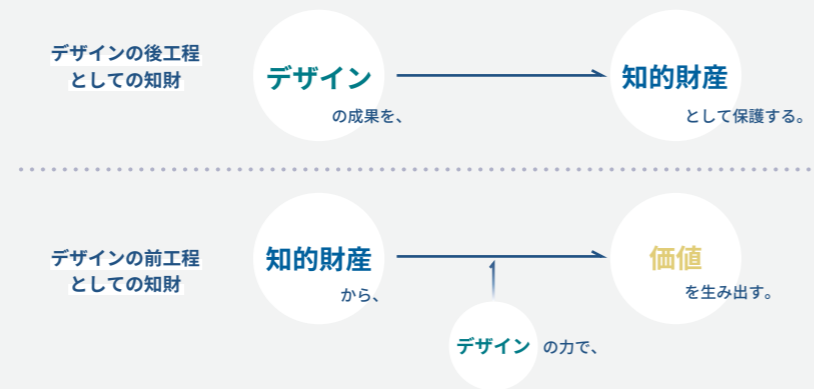 デザインの後工程
としての知財
デザイン
の成果を、
知的財産
として保護する。
デザインの前工程
としての知財
知的財産
から、
デザイン の力で、
価値
を生み出す。